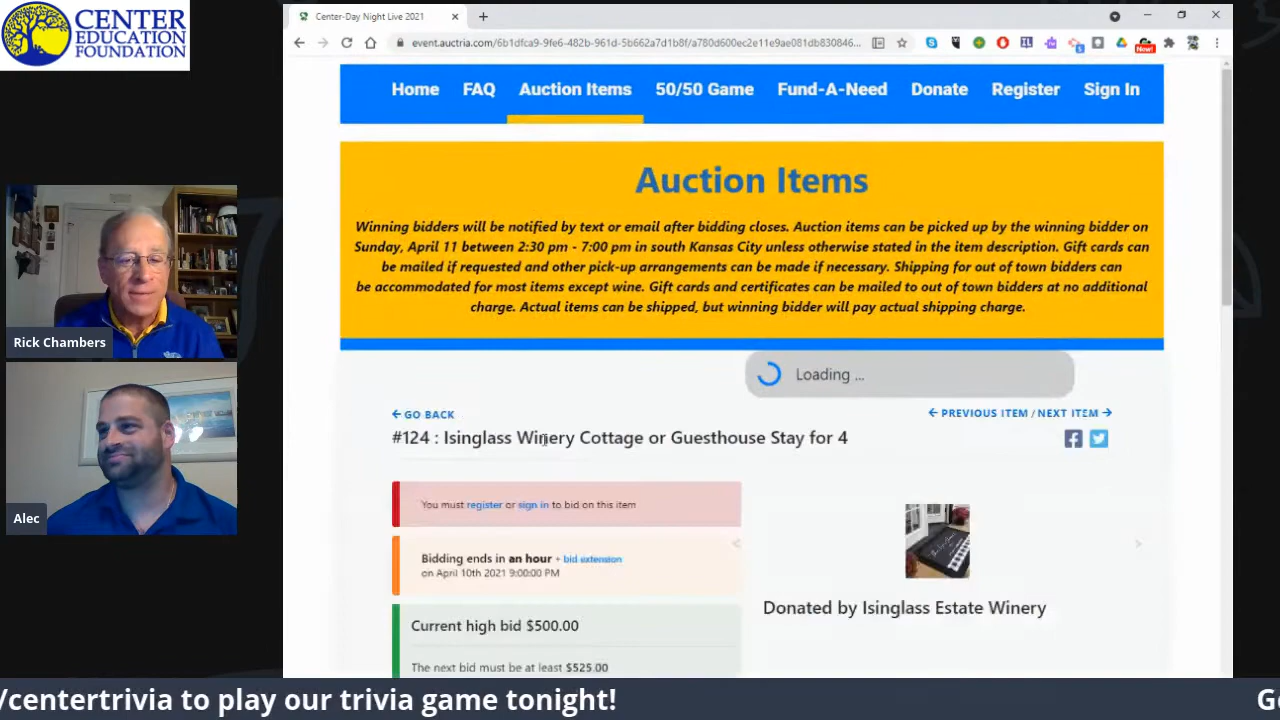 CENTER
EDUCATION
FOUNDATION
Center-Day Night Live 2021
event.auctria.com/6b1dfca9-9fe6-482b-961d-5b662a7d1b8f/a780d600ec2e11e9ae081db830846...
New!
Home FAQ Auction Items 50/50 Game Fund-A-Need Donate Register Sign In
Auction Items
Winning bidders will be notified by text or email after bidding closes. Auction items can be picked up by the winning bidder on
Sunday, April 11 between 2:30 pm - 7:00 pm in south Kansas City unless otherwise stated in the item description. Gift cards can
be mailed if requested and other pick-up arrangements can be made if necessary. Shipping for out of town bidders can
be accommodated for most items except wine. Gift cards and certificates can be mailed to out of town bidders at no additional
charge. Actual items can be shipped, but winning bidder will pay actual shipping charge.
Loading ...
GO BACK
PREVIOUS ITEM / NEXT ITEM
#124 : Isinglass Winery Cottage or Guesthouse Stay for 4
You must register or sign in to bid on this item
Bidding ends in an hour + bid extension
on April 10th 2021 9:00:00 PM
Current high bid $500.00
The next bid must be at least $525.00
Donated by Isinglass Estate Winery
Rick Chambers
Alec
/centertrivia to play our trivia game tonight!
G